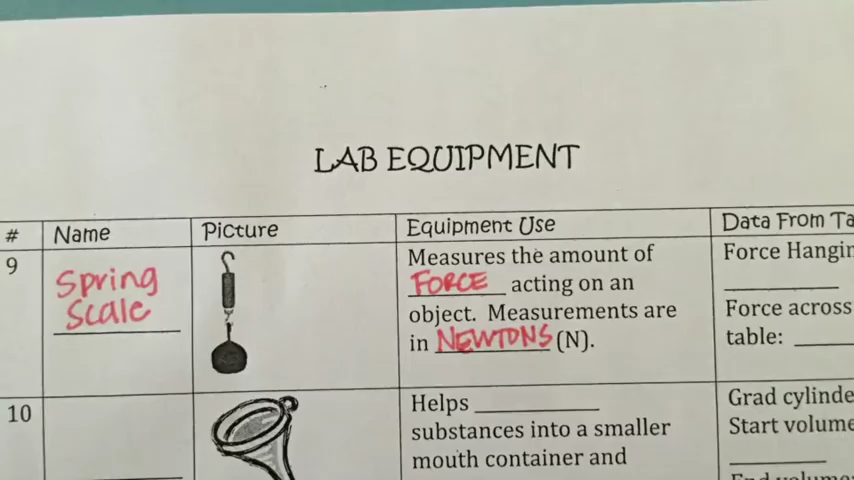 LAB EQUIPMENT
# Name Picture Equipment Use Data From Ta
9
Spring
Scale
Measures the amount of
FORCE acting on an
object. Measurements are
in NEWTONS (N).
Force Hangin
Force across
table:
10
Helps
substances into a smaller
mouth container and
Grad cylinde
Start volume